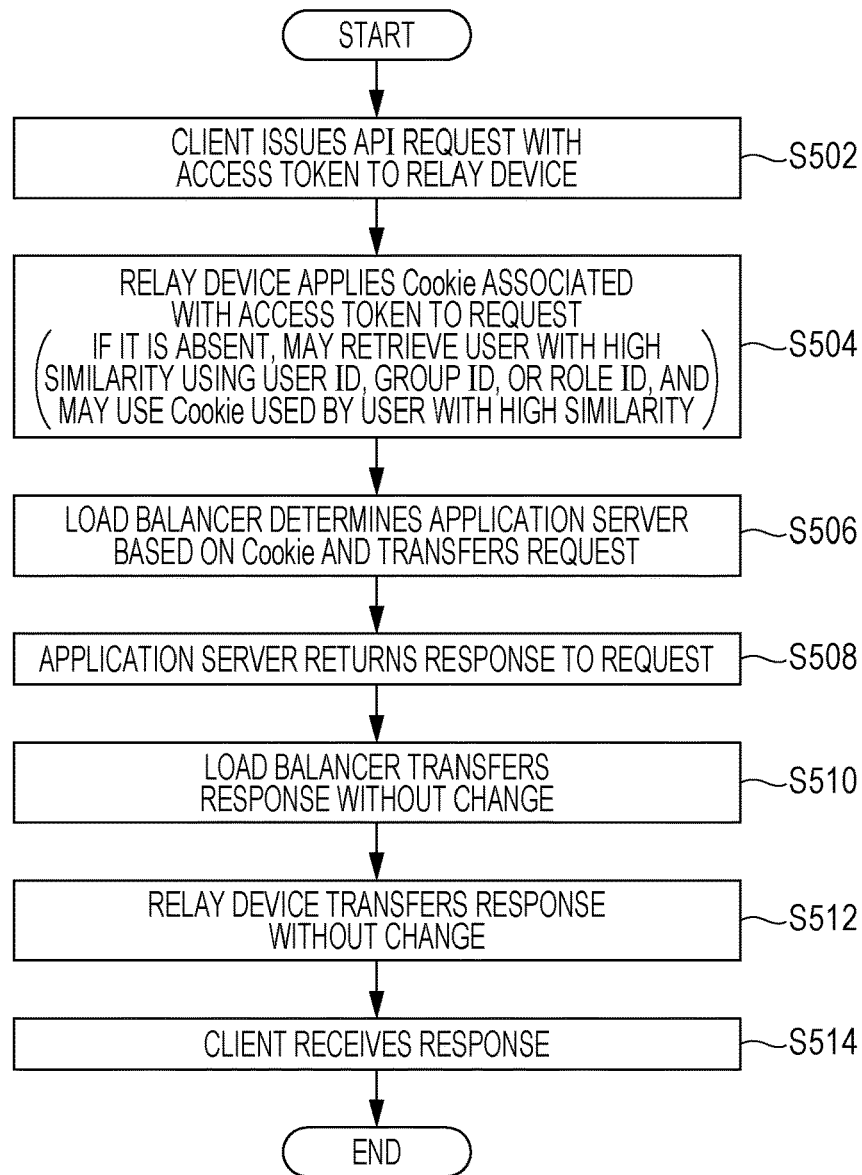 START
CLIENT ISSUES API REQUEST WITH
ACCESS TOKEN TO RELAY DEVICE
S502
RELAY DEVICE APPLIES Cookie ASSOCIATED
WITH ACCESS TOKEN TO REQUEST
(IF IT IS ABSENT, MAY RETRIEVE USER WITH HIGH
SIMILARITY USING USER ID, GROUP ID, OR ROLE ID, AND
MAY USE Cookie USED BY USER WITH HIGH SIMILARITY)
S504
LOAD BALANCER DETERMINES APPLICATION SERVER
BASED ON Cookie AND TRANSFERS REQUEST
S506
APPLICATION SERVER RETURNS RESPONSE TO REQUEST
S508
LOAD BALANCER TRANSFERS
RESPONSE WITHOUT CHANGE
S510
RELAY DEVICE TRANSFERS RESPONSE
WITHOUT CHANGE
S512
CLIENT RECEIVES RESPONSE
S514
END